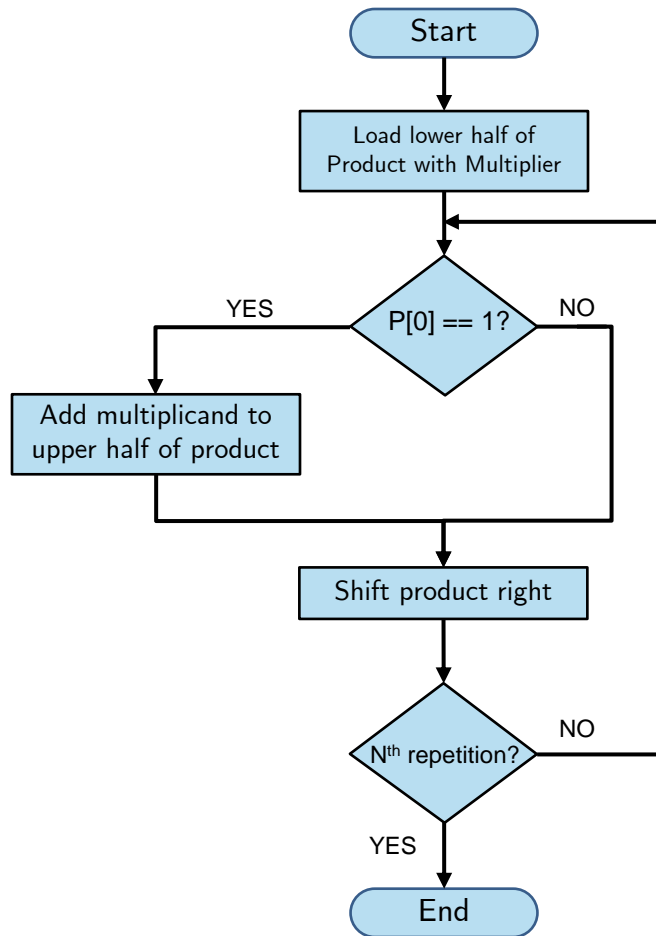 Start
Load lower half of
Product with Multiplier
YES
P[0] == 1?
NO
Add multiplicand to
upper half of product
Shift product right
Nth repetition?
NO
YES
End